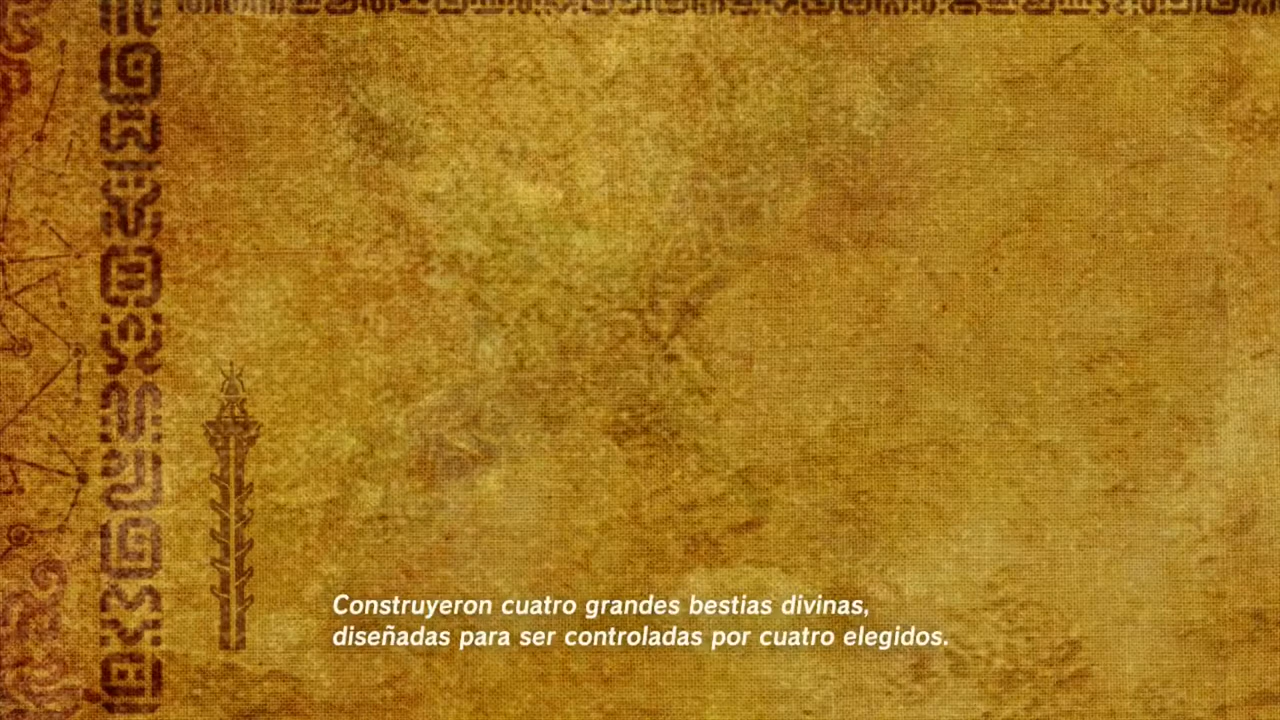 Construyeron cuatro grandes bestias divinas,
diseñadas para ser controladas por cuatro elegidos.